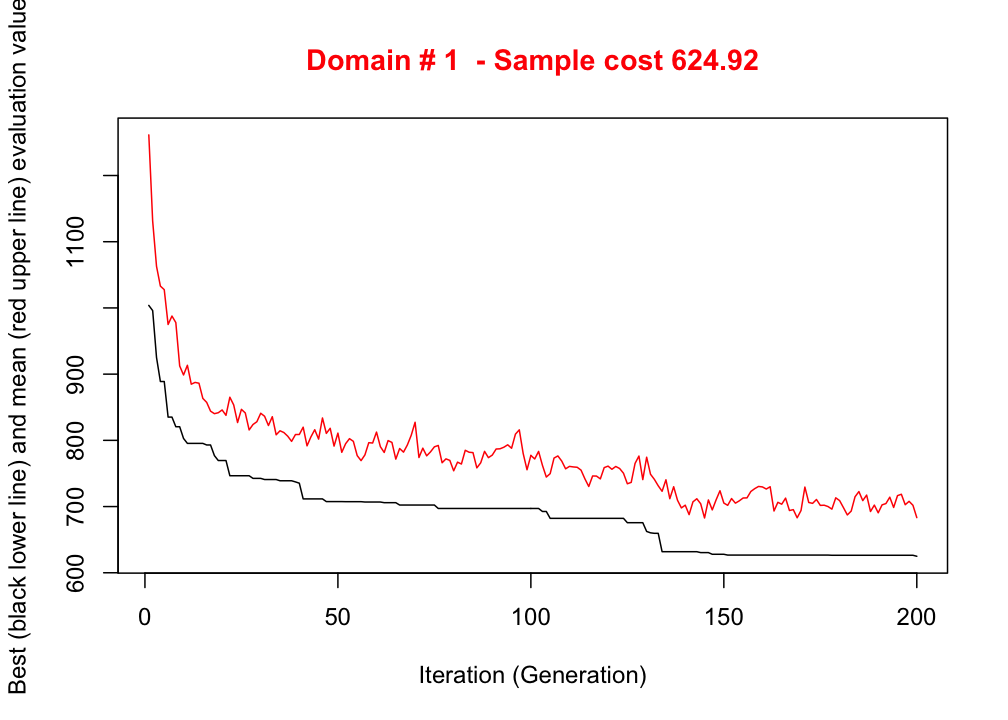 Domain # 1  - Sample cost 624.92
Best (black lower line) and mean (red upper line) evaluation value
1100
900
800
700
600
0 50 100 150 200
Iteration (Generation)